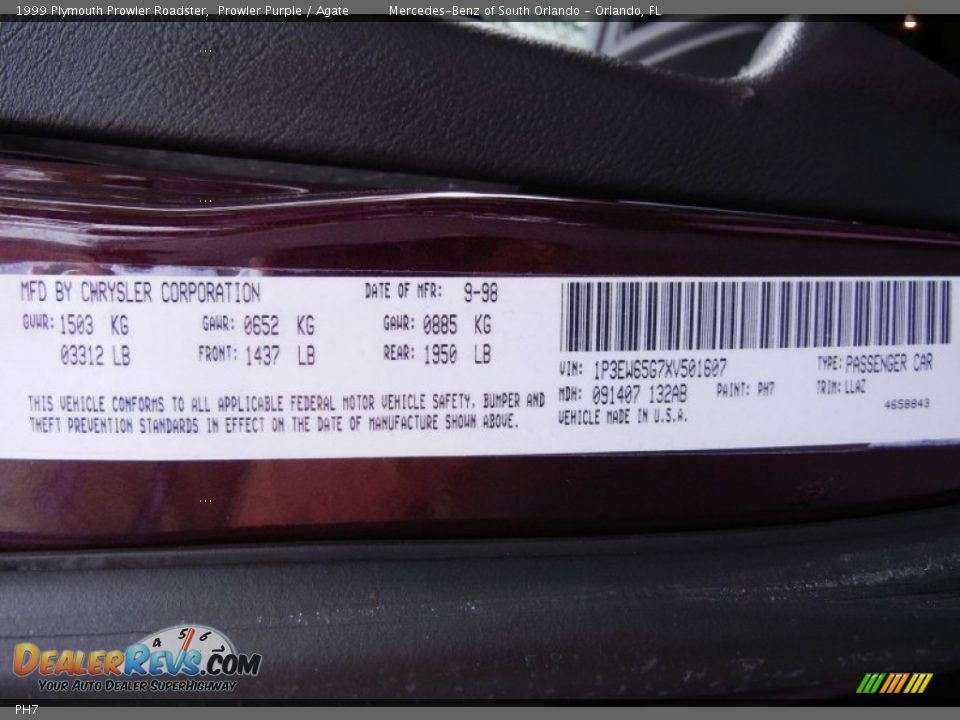 1999 Plymouth Prowler Roadster, Prowler Purple / Agate Mercedes-Benz of South Orlando - Orlando, FL
MFD BY CHRYSLER CORPORATION DATE OF MFR: 9-98
GVWR: 1503 KG GAWR: 0652 KG GAWR: 0885 KG
03312 LB FRONT: 1437 LB REAR: 1950 LB
THIS VEHICLE CONFORMS TO ALL APPLICABLE FEDERAL MOTOR VEHICLE SAFETY, BUMPER AND
THEFT PREVENTION STANDARDS IN EFFECT ON THE DATE OF MANUFACTURE SHOWN ABOVE.
VIN: 1P3EW65G7XV501607 TYPE: PASSENGER CAR
MDH: 091407 132AB PAINT: PH7 TRIM: LLAZ
VEHICLE MADE IN U.S.A. 4658843
4 5 6 7
DEALERREVS.COM
YOUR AUTO DEALER SUPERHIGHWAY
PH7